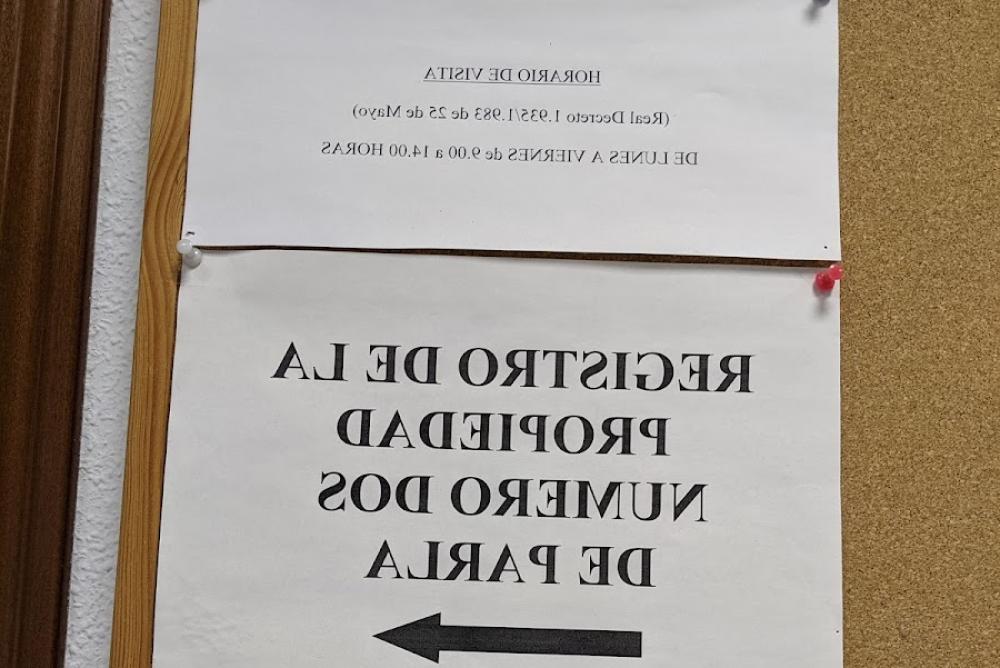 HORARIO DE VISITA
(Real Decreto 1.935/1.983 de 25 de Mayo)
DE LUNES A VIERNES de 9.00 a 14.00 HORAS
REGISTRO DE LA
PROPIEDAD
NUMERO DOS
DE PARLA